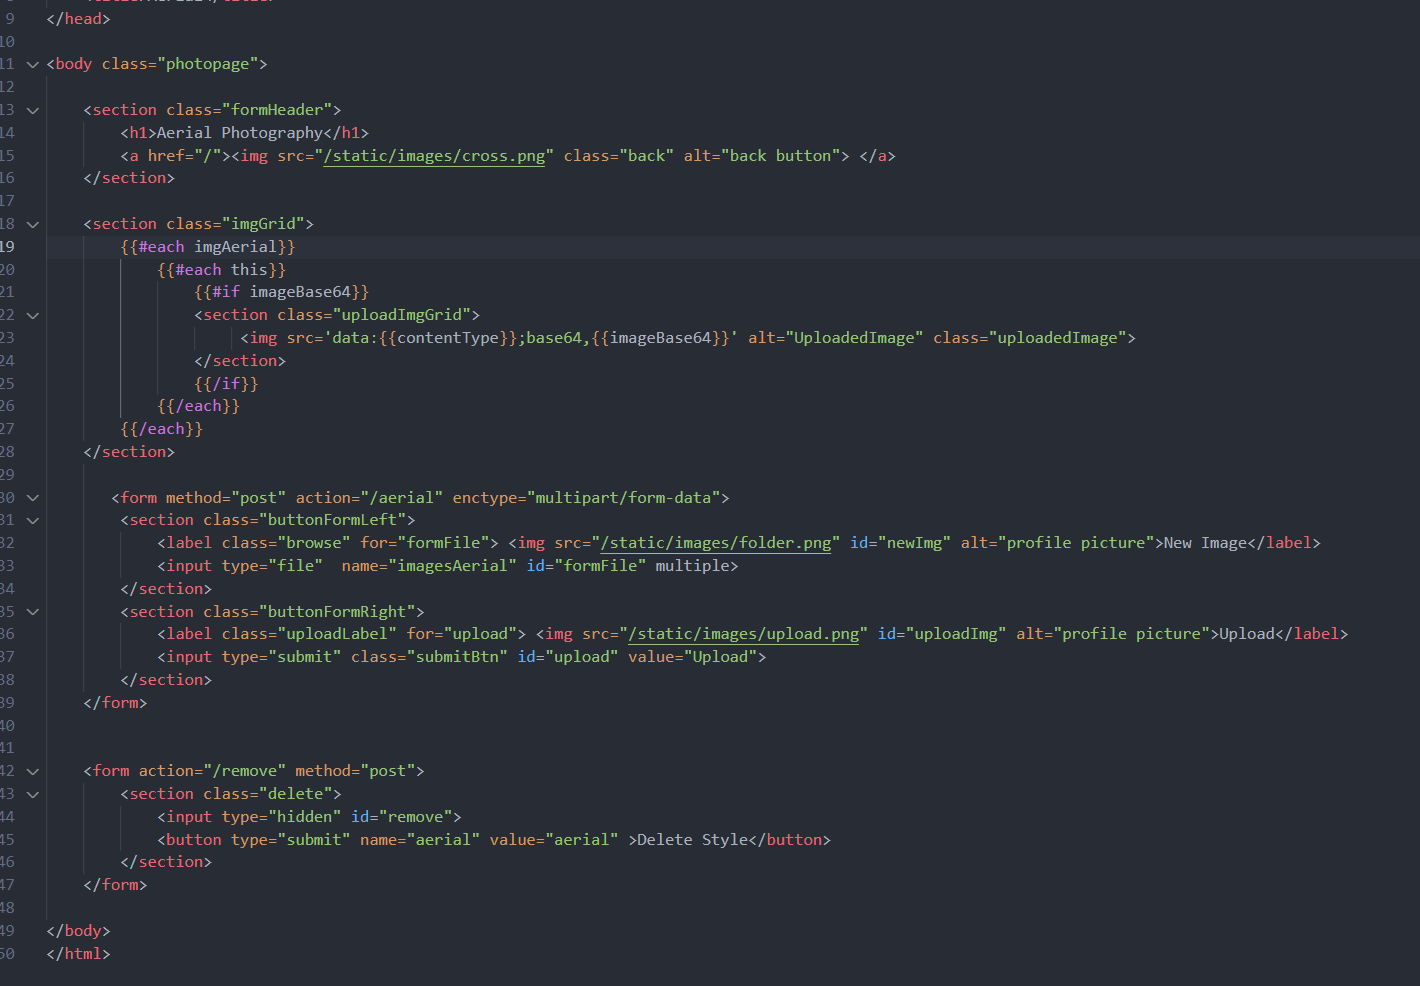 9 </head>
10
11 <body class="photopage">
12
13 <section class="formHeader">
14 <h1>Aerial Photography</h1>
15 <a href="/"><img src="/static/images/cross.png" class="back" alt="back button"> </a>
16 </section>
17
18 <section class="imgGrid">
19 {{#each imgAerial}}
20 {{#each this}}
21 {{#if imageBase64}}
22 <section class="uploadImgGrid">
23 <img src='data:{{contentType}};base64,{{imageBase64}}' alt="UploadedImage" class="uploadedImage">
24 </section>
25 {{/if}}
26 {{/each}}
27 {{/each}}
28 </section>
29
30 <form method="post" action="/aerial" enctype="multipart/form-data">
31 <section class="buttonFormLeft">
32 <label class="browse" for="formFile"> <img src="/static/images/folder.png" id="newImg" alt="profile picture">New Image</label>
33 <input type="file"  name="imagesAerial" id="formFile" multiple>
34 </section>
35 <section class="buttonFormRight">
36 <label class="uploadLabel" for="upload"> <img src="/static/images/upload.png" id="uploadImg" alt="profile picture">Upload</label>
37 <input type="submit" class="submitBtn" id="upload" value="Upload">
38 </section>
39 </form>
40
41
42 <form action="/remove" method="post">
43 <section class="delete">
44 <input type="hidden" id="remove">
45 <button type="submit" name="aerial" value="aerial" >Delete Style</button>
46 </section>
47 </form>
48
49 </body>
50 </html>